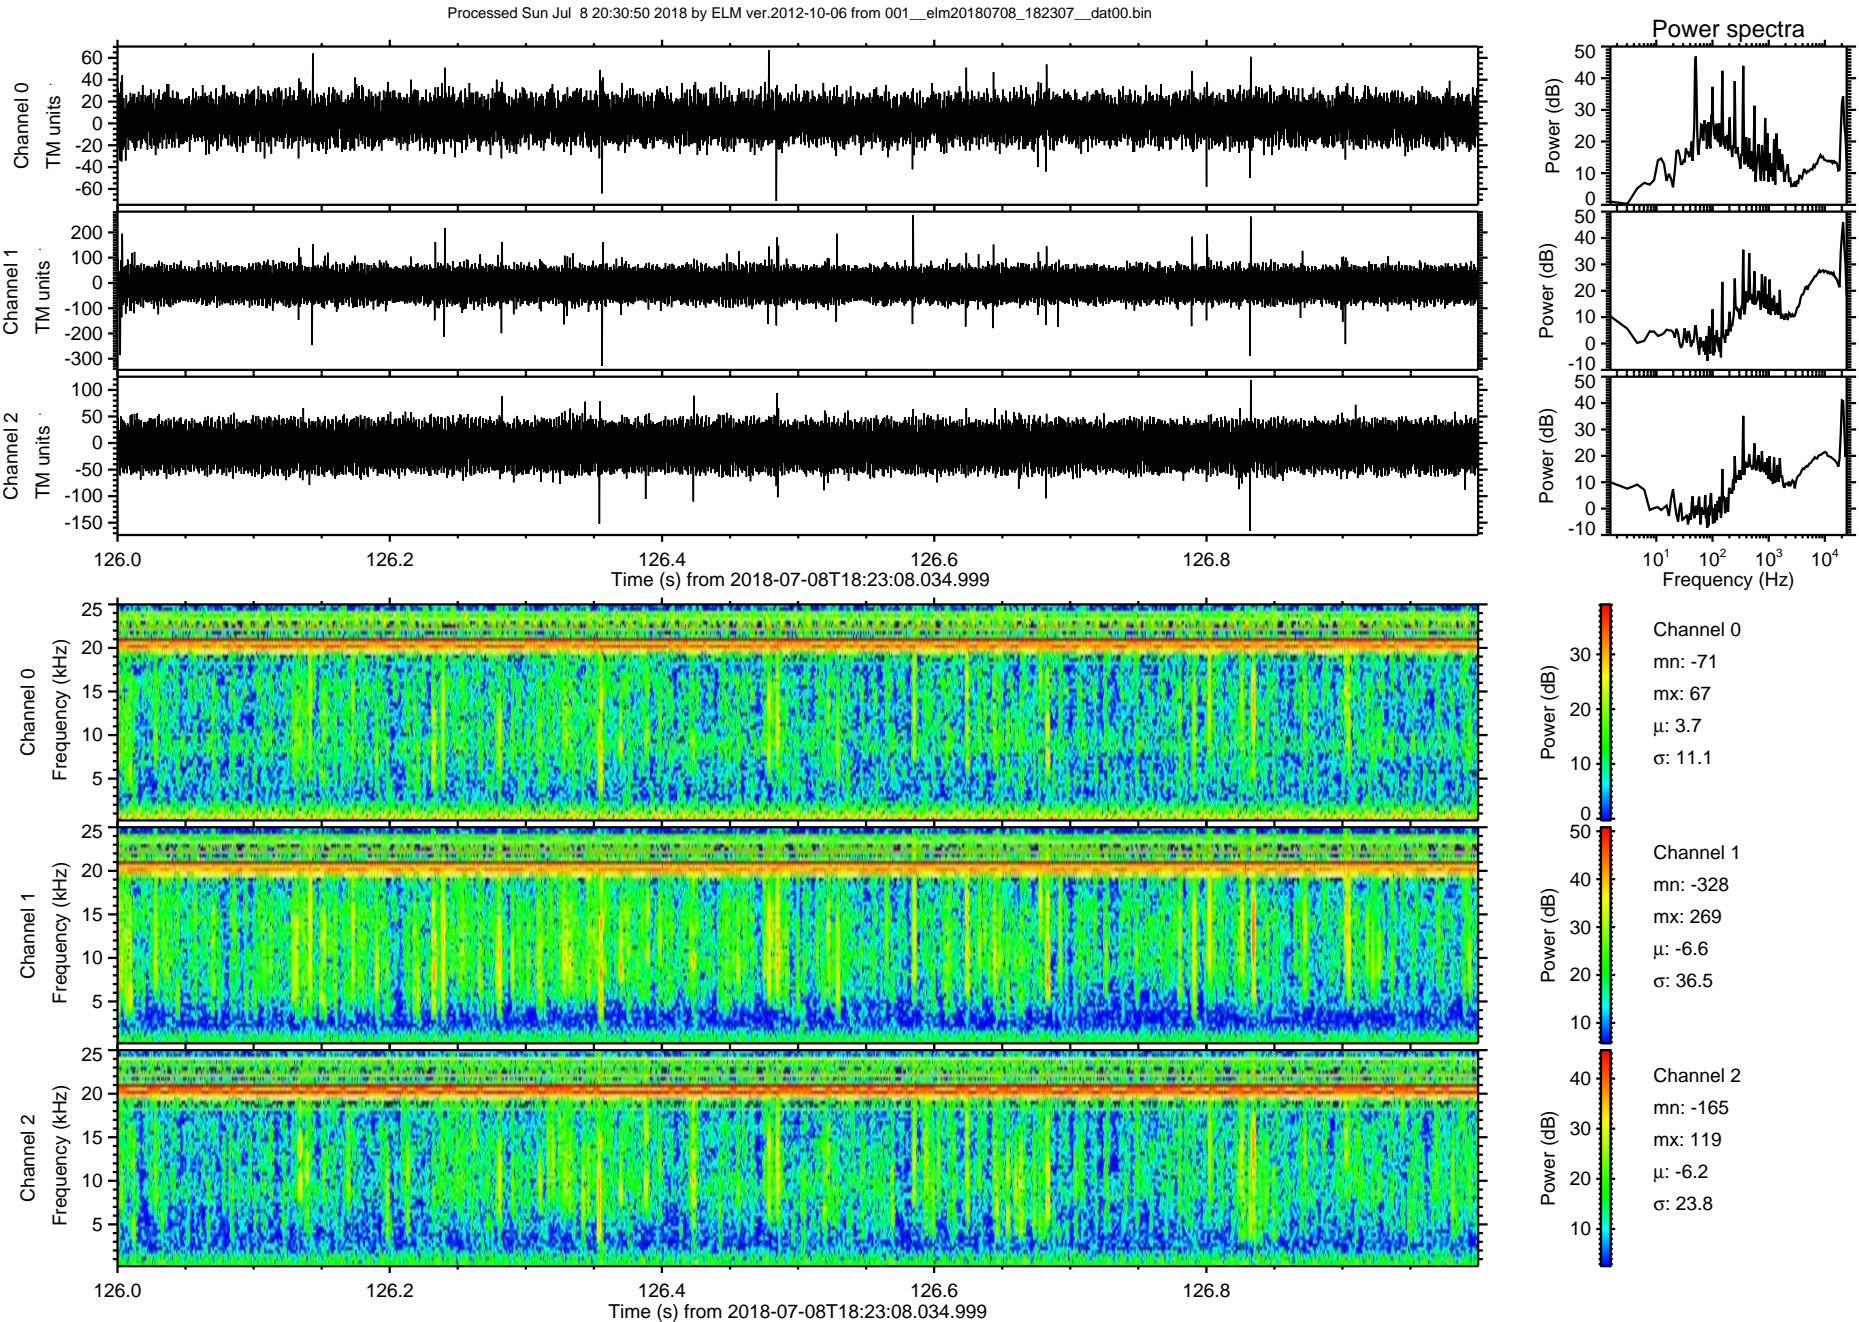 Processed Sun Jul  8 20:30:50 2018 by ELM ver.2012-10-06 from 001__elm20180708_182307__dat00.bin
Power spectra
Channel 0
TM units
60
40
20
0
-20
-40
-60
Power (dB)
50
40
30
20
10
0
Channel 1
TM units
200
100
0
-100
-200
-300
Power (dB)
50
40
30
20
10
0
-10
Channel 2
TM units
100
50
0
-50
-100
-150
Power (dB)
50
40
30
20
10
0
-10
126.0 126.2 126.4 126.6 126.8
Time (s) from 2018-07-08T18:23:08.034.999
10¹ 10² 10³ 10⁴
Frequency (Hz)
Channel 0
Frequency (kHz)
25
20
15
10
5
Power (dB)
30
20
10
0
Channel 0
mn: -71
mx: 67
μ: 3.7
σ: 11.1
Channel 1
Frequency (kHz)
25
20
15
10
5
Power (dB)
50
40
30
20
10
Channel 1
mn: -328
mx: 269
μ: -6.6
σ: 36.5
Channel 2
Frequency (kHz)
25
20
15
10
5
Power (dB)
40
30
20
10
Channel 2
mn: -165
mx: 119
μ: -6.2
σ: 23.8
126.0 126.2 126.4 126.6 126.8
Time (s) from 2018-07-08T18:23:08.034.999